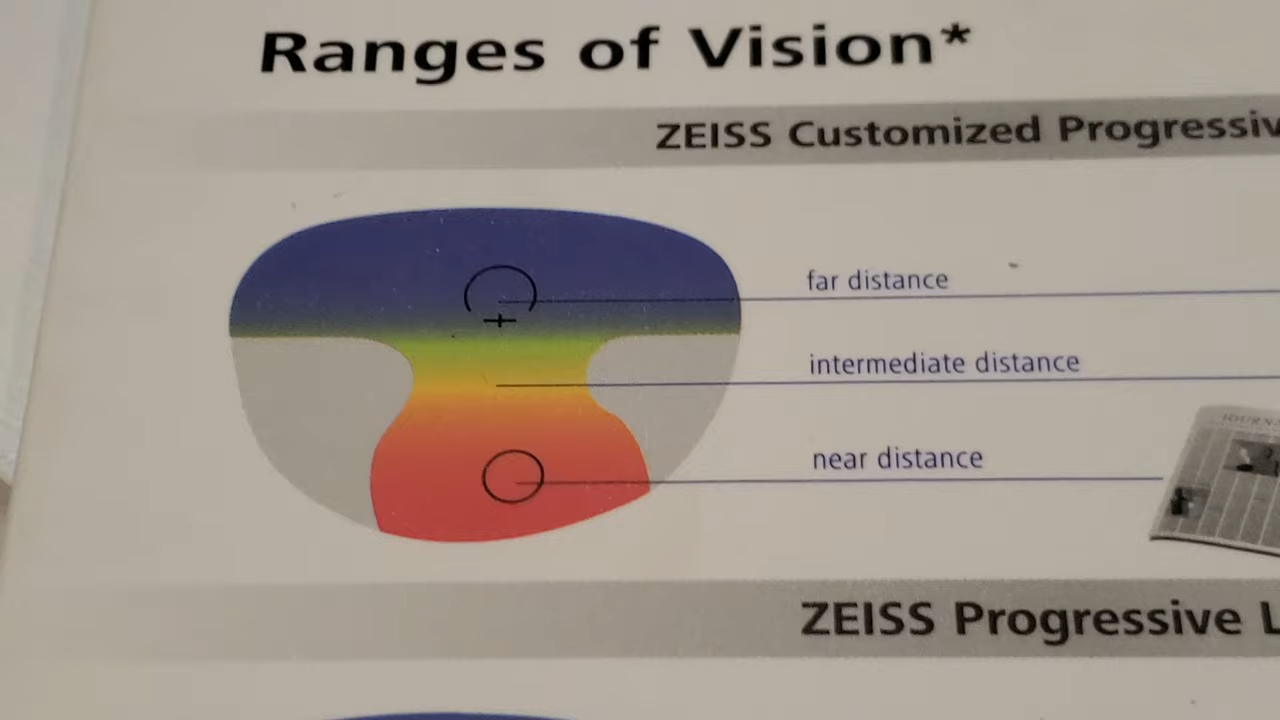 Ranges of Vision*
ZEISS Customized Progressiv
far distance
intermediate distance
near distance
ZEISS Progressive L